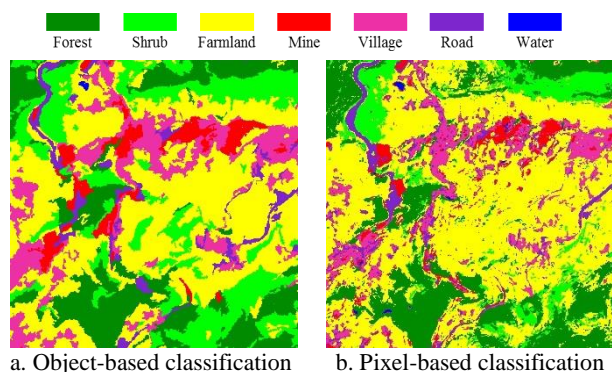 Forest Shrub Farmland Mine Village Road Water
a. Object-based classification b. Pixel-based classification